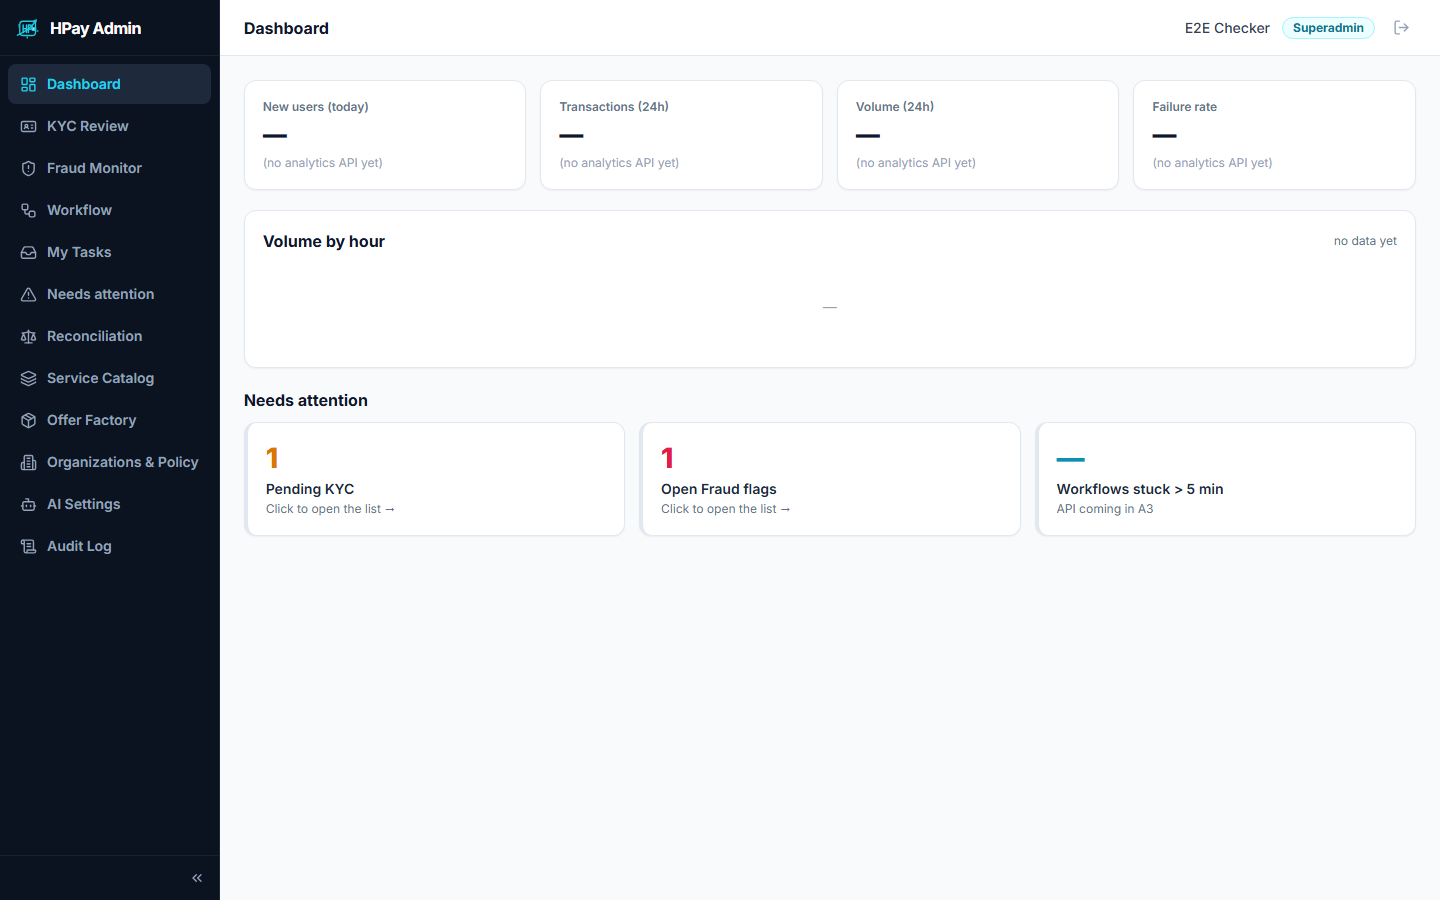 HPay Admin
Dashboard
E2E Checker
Superadmin
Dashboard
KYC Review
Fraud Monitor
Workflow
My Tasks
Needs attention
Reconciliation
Service Catalog
Offer Factory
Organizations & Policy
AI Settings
Audit Log
«
New users (today)
—
(no analytics API yet)
Transactions (24h)
—
(no analytics API yet)
Volume (24h)
—
(no analytics API yet)
Failure rate
—
(no analytics API yet)
Volume by hour
no data yet
—
Needs attention
1
Pending KYC
Click to open the list →
1
Open Fraud flags
Click to open the list →
—
Workflows stuck > 5 min
API coming in A3